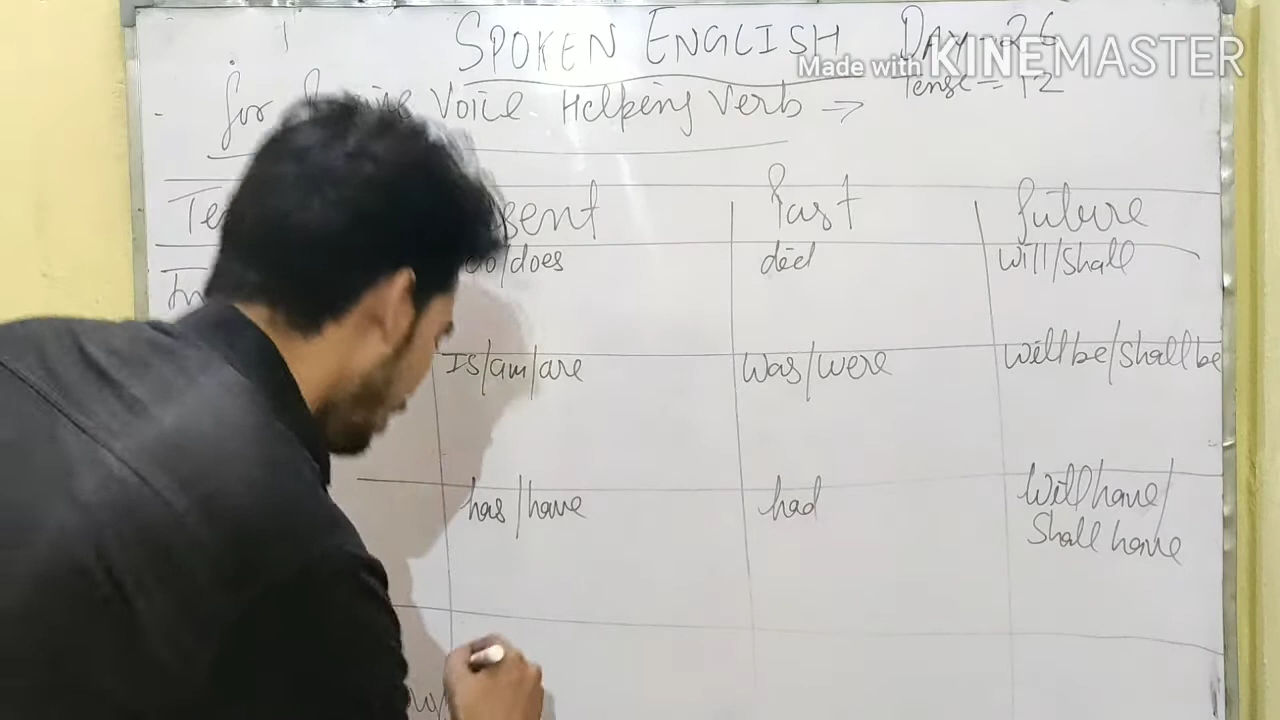 SPOKEN ENGLISH DAY-26
Made with KINEMASTER
Tense - 12
for Voice Helping Verb →
Past future
do/does did will/shall
Is/am/are was/were will be/shall be
has/have had will have/
Shall have